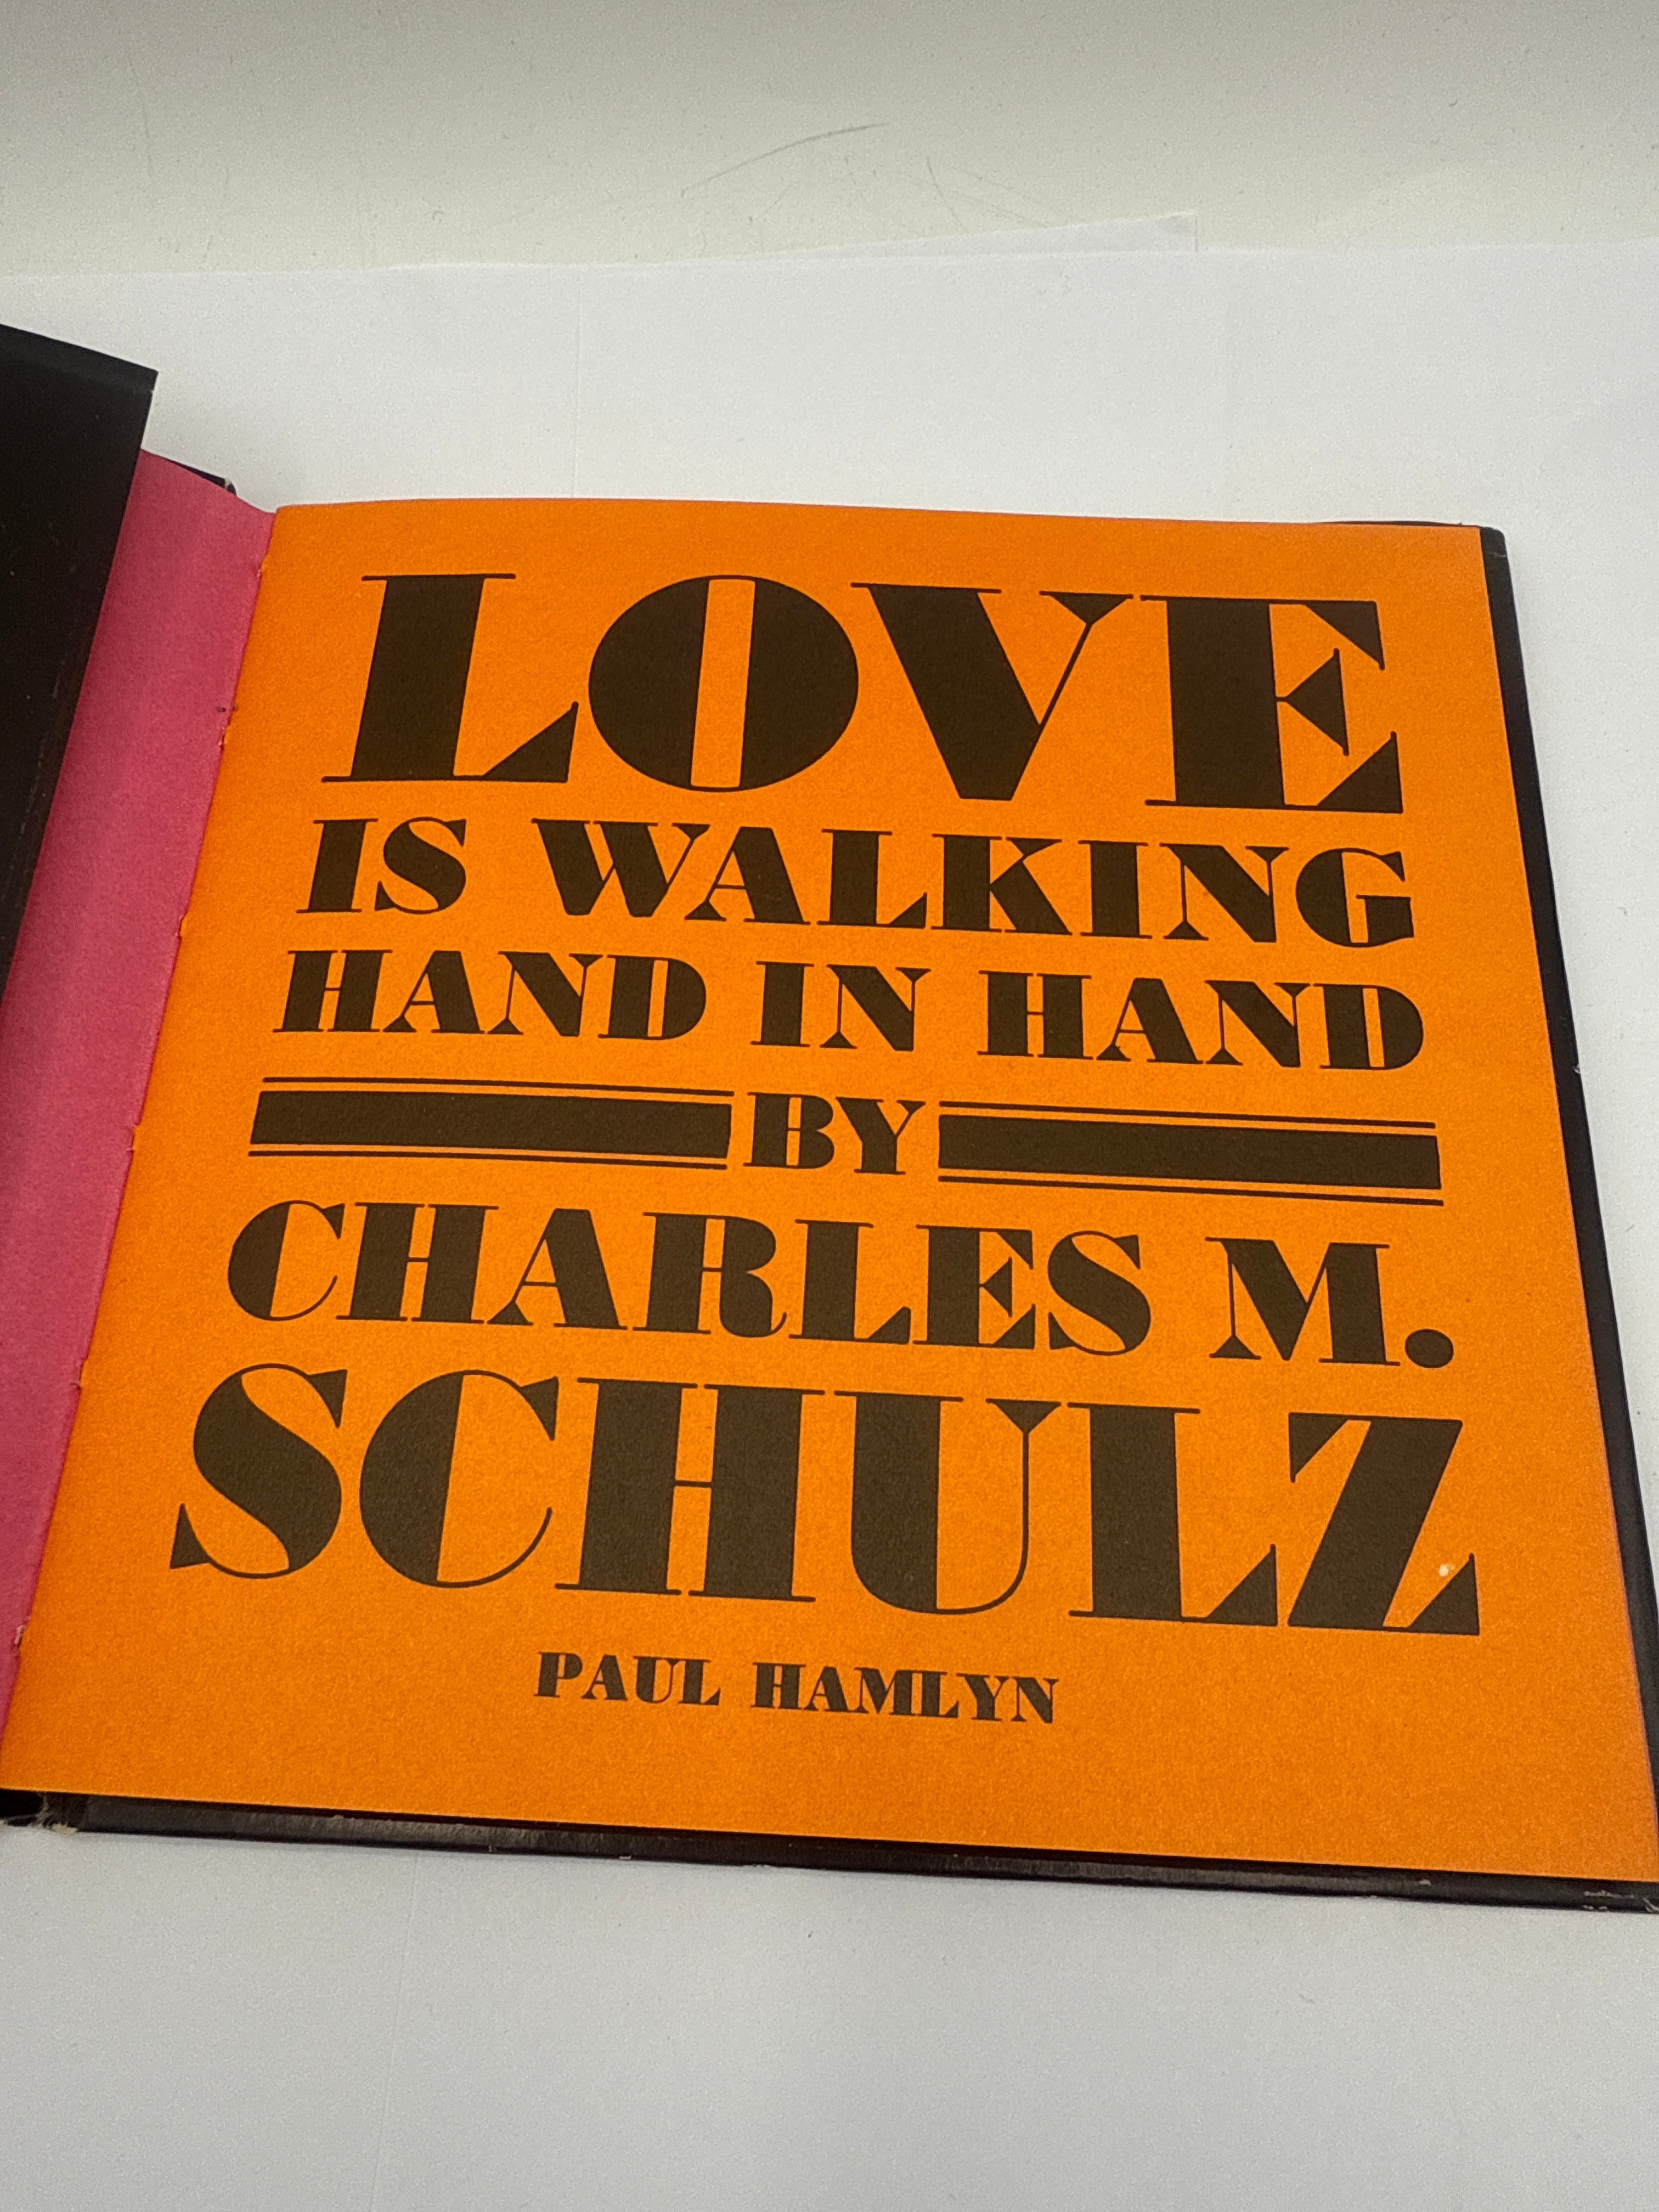 LOVE
IS WALKING
HAND IN HAND
BY
CHARLES M.
SCHULZ
PAUL HAMLYN